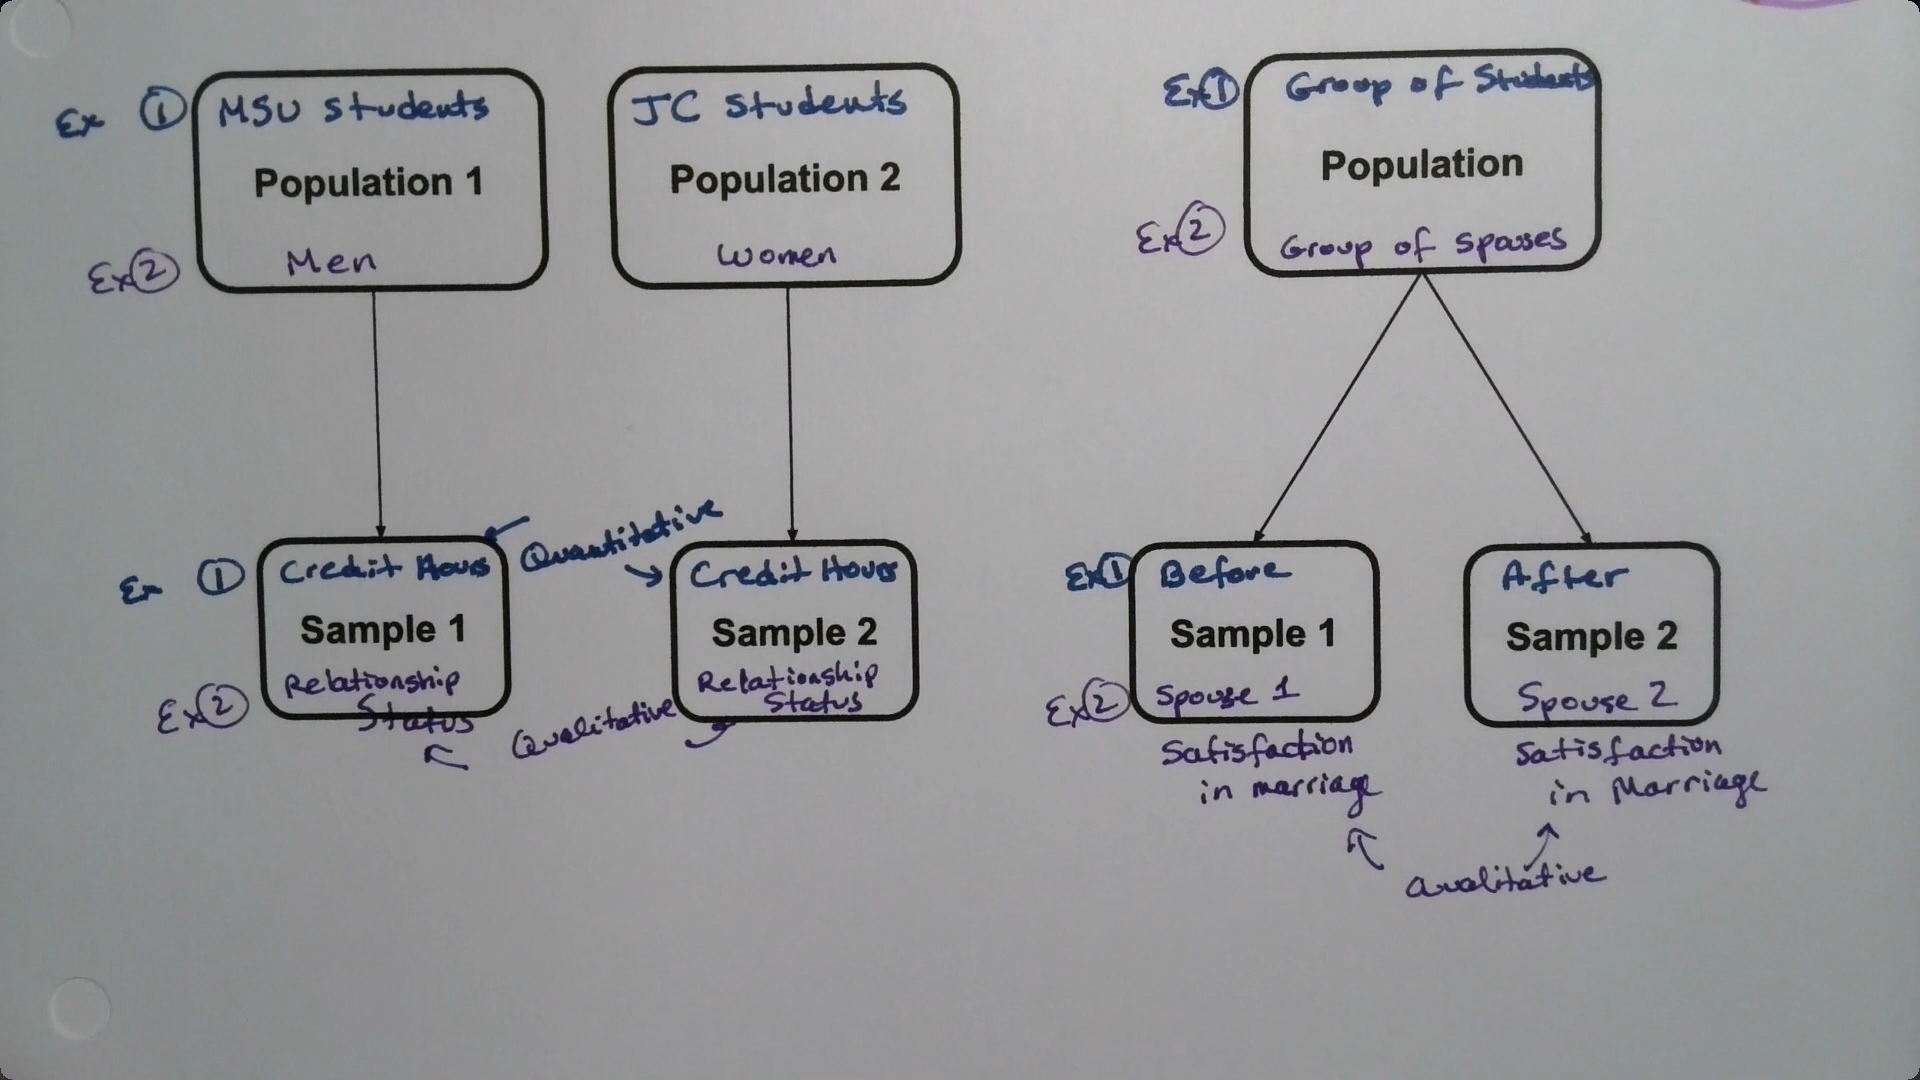 Ex ① MSU Students
Population 1
Ex ② Men
JC Students
Population 2
Women
Ex ① Group of Students
Population
Ex ② Group of Spouses
Ex ① Credit Hours
Sample 1
Ex ② Relationship
Status
Quantitative
Qualitative
Credit Hours
Sample 2
Relationship
Status
Ex ① Before
Sample 1
Ex ② Spouse 1
Satisfaction
in marriage
After
Sample 2
Spouse 2
Satisfaction
in Marriage
Qualitative